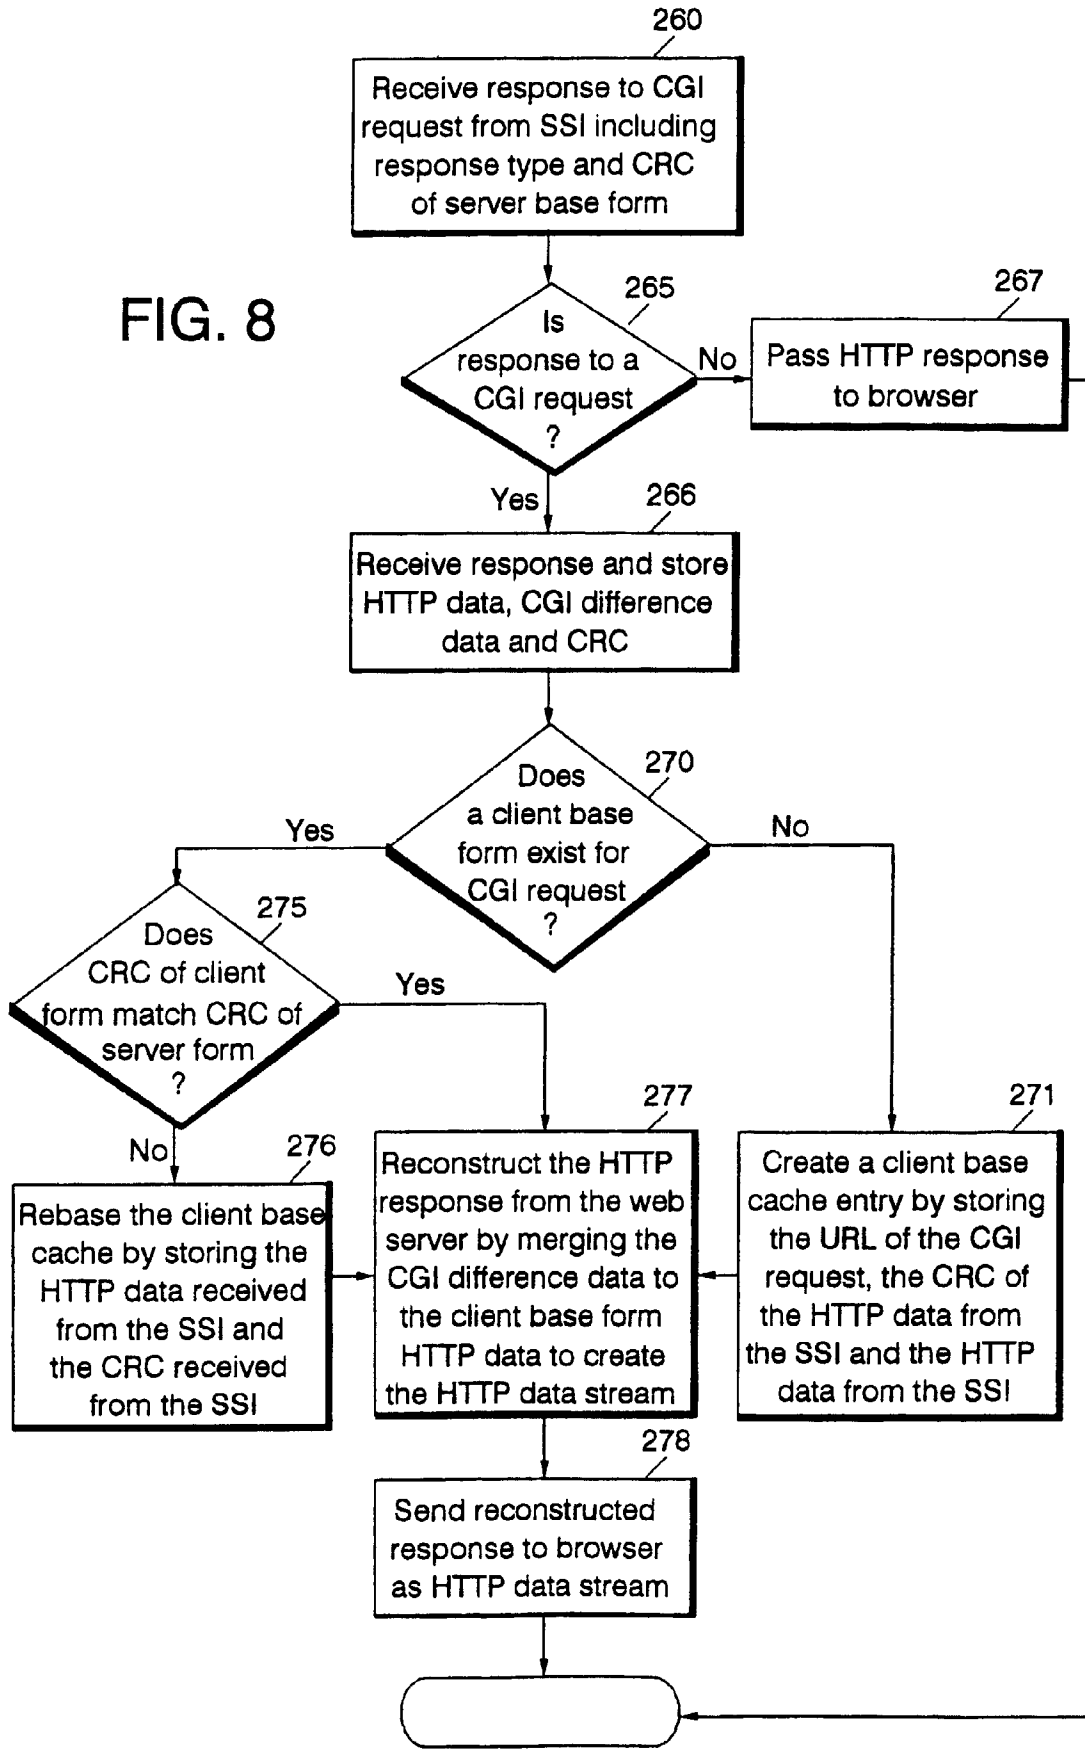 260
Receive response to CGI
request from SSI including
response type and CRC
of server base form
FIG. 8
265
Is
response to a
CGI request
?
No
267
Pass HTTP response
to browser
Yes
266
Receive response and store
HTTP data, CGI difference
data and CRC
270
Does
a client base
form exist for
CGI request
?
Yes
No
275
Does
CRC of client
form match CRC of
server form
?
Yes
No
276
Rebase the client base
cache by storing the
HTTP data received
from the SSI and
the CRC received
from the SSI
277
Reconstruct the HTTP
response from the web
server by merging the
CGI difference data to
the client base form
HTTP data to create
the HTTP data stream
271
Create a client base
cache entry by storing
the URL of the CGI
request, the CRC of
the HTTP data from
the SSI and the HTTP
data from the SSI
278
Send reconstructed
response to browser
as HTTP data stream